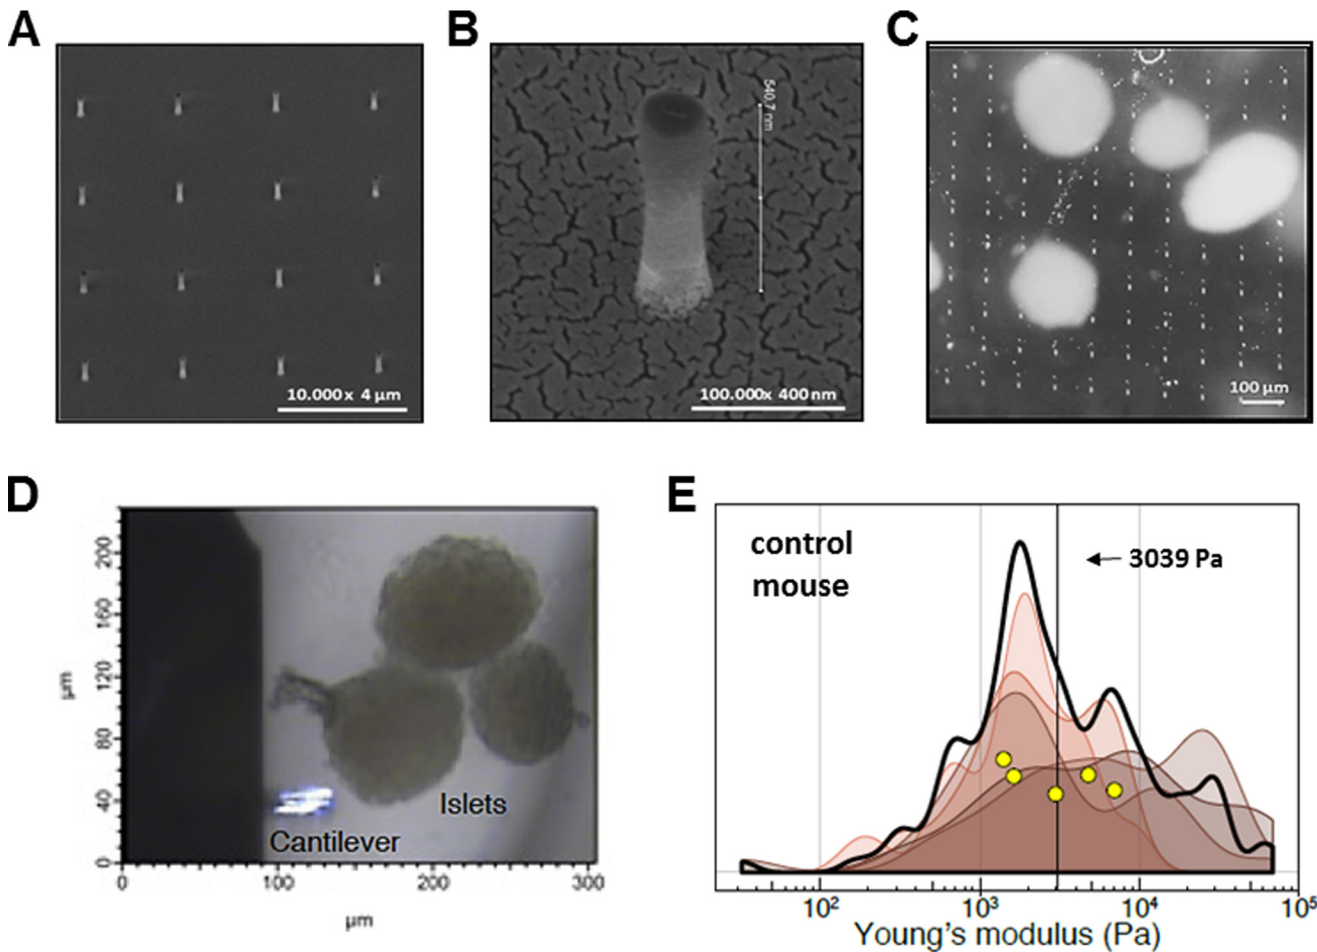 A
B
C
540.7 nm
10.000x 4 µm
100.000x 400 nm
100 µm
D
E
200
160
120
80
40
0
µm
Islets
Cantilever
0
100
200
300
µm
control
mouse
3039 Pa
10²
10³
10⁴
10⁵
Young's modulus (Pa)